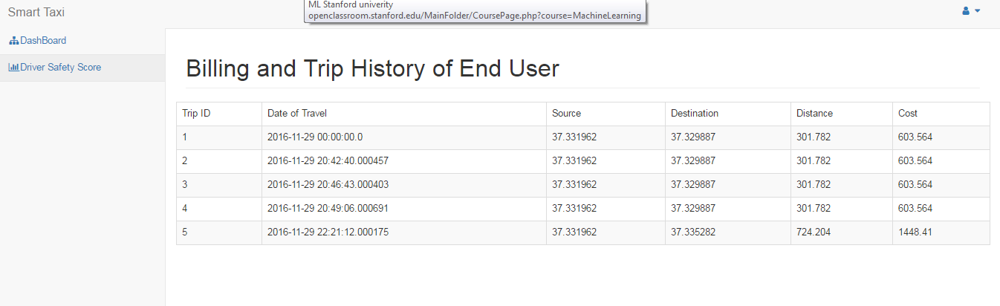 ML Stanford univerity
openclassroom.stanford.edu/MainFolder/CoursePage.php?course=MachineLearning
Smart Taxi
DashBoard
Driver Safety Score
Billing and Trip History of End User
Trip ID Date of Travel Source Destination Distance Cost
1 2016-11-29 00:00:00.0 37.331962 37.329887 301.782 603.564
2 2016-11-29 20:42:40.000457 37.331962 37.329887 301.782 603.564
3 2016-11-29 20:46:43.000403 37.331962 37.329887 301.782 603.564
4 2016-11-29 20:49:06.000691 37.331962 37.329887 301.782 603.564
5 2016-11-29 22:21:12.000175 37.331962 37.335282 724.204 1448.41